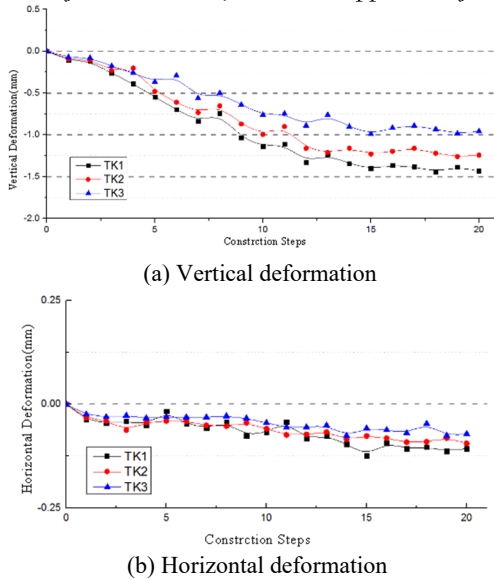 0.5
0.0
-0.5
-1.0
-1.5
-2.0
Vertical Deformation(mm)
TK1
TK2
TK3
0 5 10 15 20
Constrction Steps
(a) Vertical deformation
0.25
0.00
-0.25
Horizontal Deformation(mm)
TK1
TK2
TK3
0 5 10 15 20
Constrction Steps
(b) Horizontal deformation